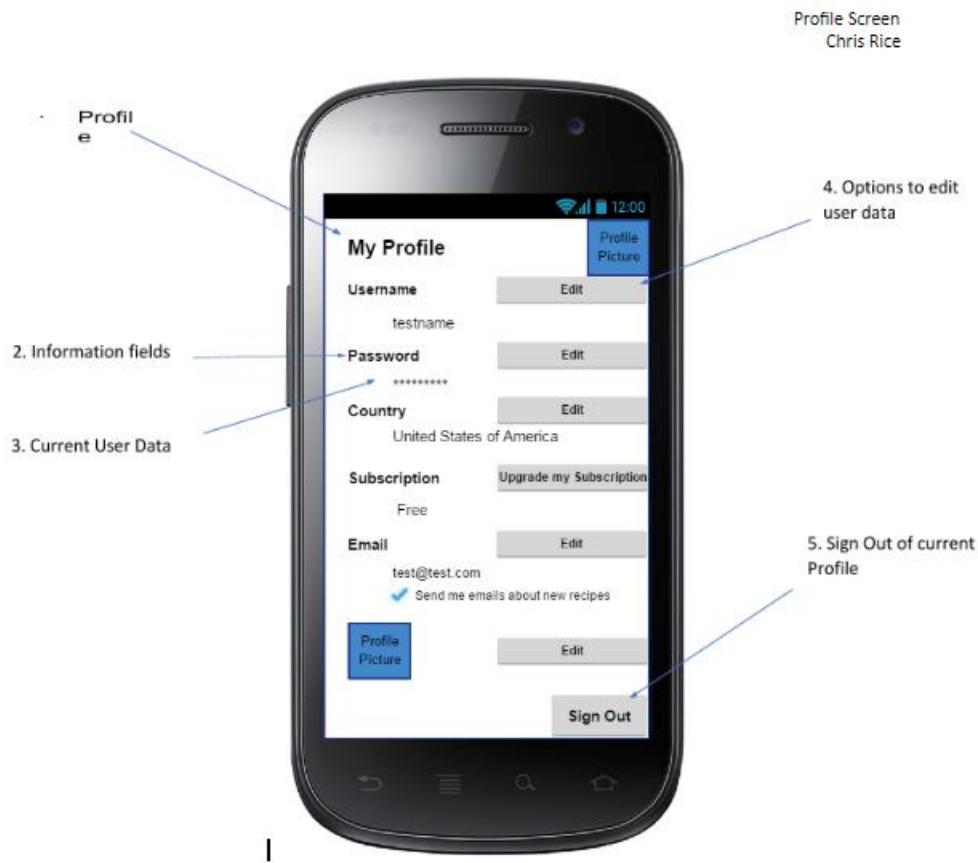 Profile Screen
Chris Rice
· Profil
e
12:00
4. Options to edit
user data
My Profile
Profile
Picture
Username
Edit
testname
2. Information fields
Password
Edit
*********
3. Current User Data
Country
Edit
United States of America
Subscription
Upgrade my Subscription
Free
Email
Edit
5. Sign Out of current
Profile
test@test.com
Send me emails about new recipes
Profile
Picture
Edit
Sign Out